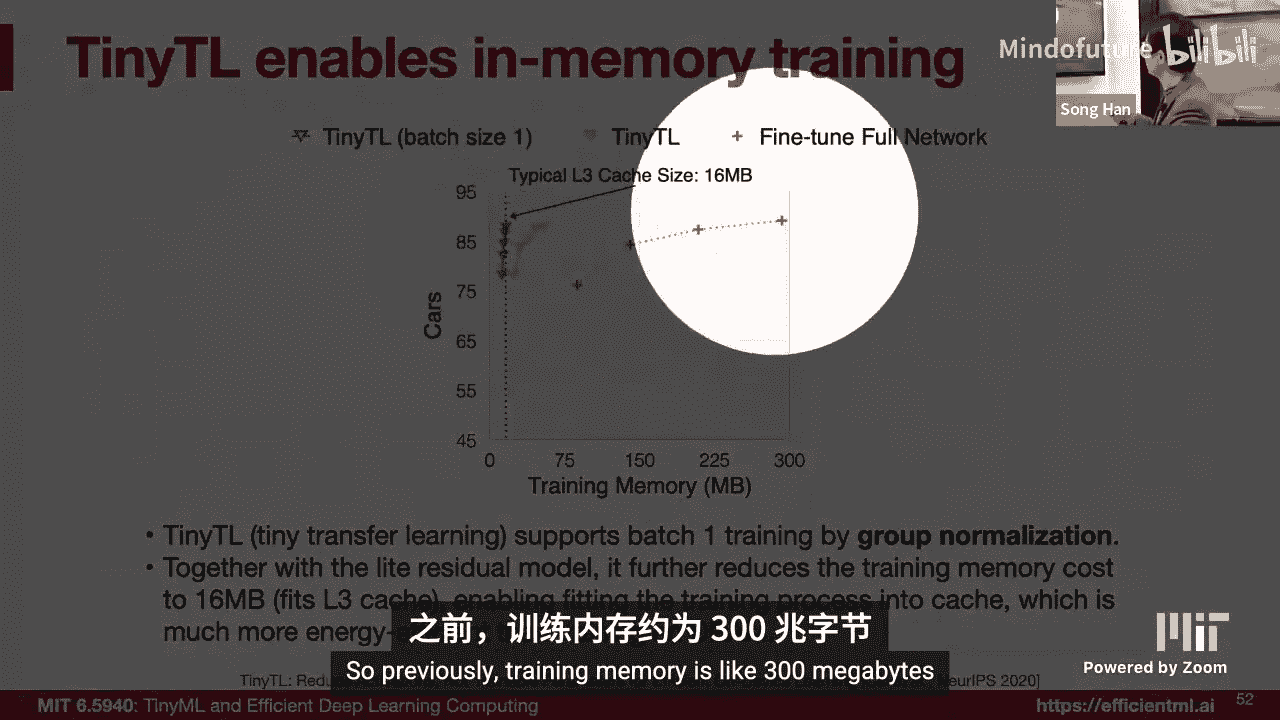 TinyTL enables in-memory training
Mindofuture bilibili
Song Han
TinyTL (batch size 1) TinyTL Fine-tune Full Network
Typical L3 Cache Size: 16MB
95
85
75
65
55
45
Cars
0 75 150 225 300
Training Memory (MB)
• TinyTL (tiny transfer learning) supports batch 1 training by group normalization.
• Together with the lite residual model, it further reduces the training memory cost
to 16MB (fits L3 cache), enabling fitting the training process into cache, which is
much more energy-
之前，训练内存约为 300 兆字节
So previously, training memory is like 300 megabytes
TinyTL: Redu
eurIPS 2020]
MIT
Powered by Zoom
MIT 6.5940: TinyML and Efficient Deep Learning Computing
https://efficientml.ai
52